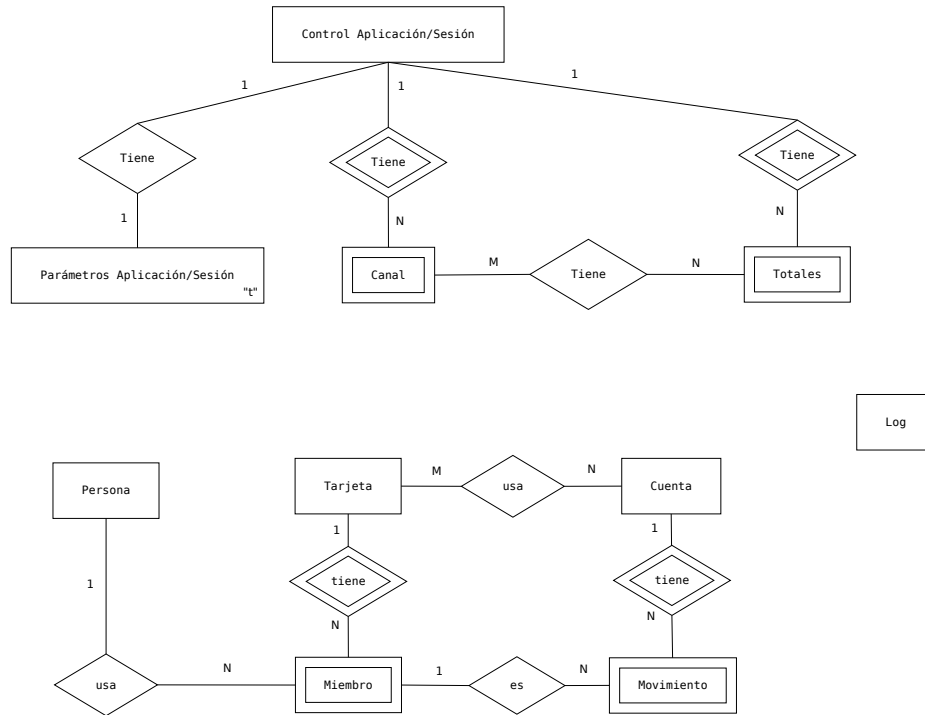 Control Aplicación/Sesión
1
1
1
Tiene
Tiene
Tiene
1
N
N
Parámetros Aplicación/Sesión
"t"
Canal
M
Tiene
N
Totales
Log
Persona
Tarjeta
M
usa
N
Cuenta
1
1
1
tiene
tiene
N
N
usa
N
Miembro
1
es
N
Movimiento